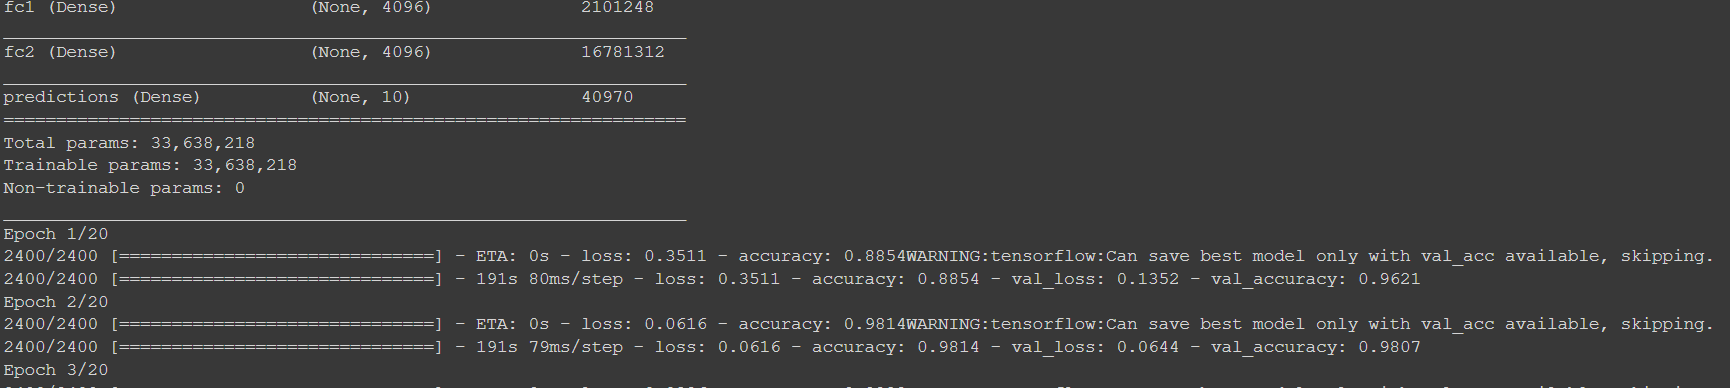 fc1 (Dense)                  (None, 4096)              2101248
_________________________________________________________________
fc2 (Dense)                  (None, 4096)              16781312
_________________________________________________________________
predictions (Dense)          (None, 10)                40970
=================================================================
Total params: 33,638,218
Trainable params: 33,638,218
Non-trainable params: 0
_________________________________________________________________
Epoch 1/20
2400/2400 [==============================] - ETA: 0s - loss: 0.3511 - accuracy: 0.8854WARNING:tensorflow:Can save best model only with val_acc available, skipping.
2400/2400 [==============================] - 191s 80ms/step - loss: 0.3511 - accuracy: 0.8854 - val_loss: 0.1352 - val_accuracy: 0.9621
Epoch 2/20
2400/2400 [==============================] - ETA: 0s - loss: 0.0616 - accuracy: 0.9814WARNING:tensorflow:Can save best model only with val_acc available, skipping.
2400/2400 [==============================] - 191s 79ms/step - loss: 0.0616 - accuracy: 0.9814 - val_loss: 0.0644 - val_accuracy: 0.9807
Epoch 3/20